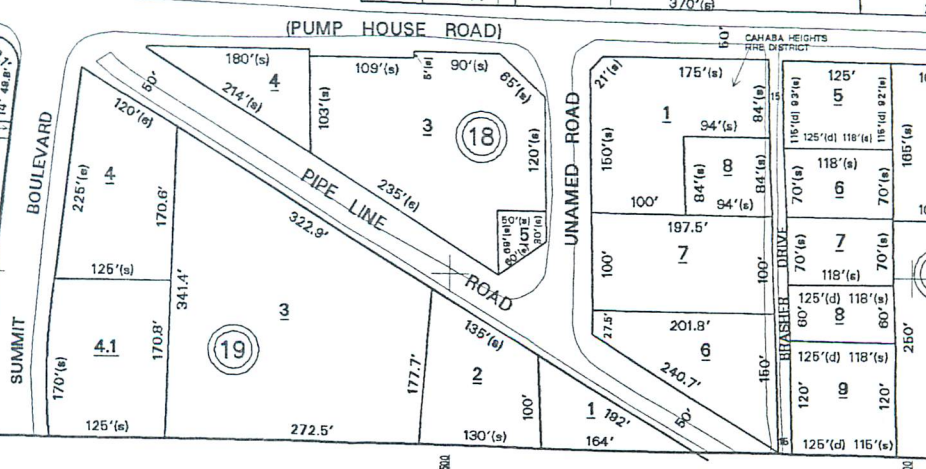 370'(s)
(PUMP HOUSE ROAD)
50'
CAHABA HEIGHTS
FIRE DISTRICT
180'(s)
4
109'(s)
5'(s)
90'(s)
65'(s)
21'(s)
175'(s)
15'
125'
5
93'(s)
92'(s)
115'(d)
116'(d)
125'(d) 118'(s)
50'
214'(s)
103'(s)
3
18
120'(s)
120'(s)
UNAMED ROAD
1
84'(s)
94'(s)
150'(s)
8
84'(s)
84'(s)
94'(s)
100'
165'(s)
118'(s)
70'(s)
6
70'(s)
BOULEVARD
4
225'(s)
170.6'
PIPE LINE
235'(s)
322.9'
50'(s)
5
197.5'
7
100'
100'
DRIVE
70'(s)
7
70'(s)
118'(s)
125'(s)
341.4'
ROAD
125'(d) 118'(s)
60'
8
60'
27.5'
201.8'
6
BRASHER
250'
SUMMIT
4.1
170'(s)
170.8'
3
19
135'(s)
177.7'
2
100'
240.7'
150'
125'(d) 118'(s)
120'
9
120'
125'(s)
272.5'
130'(s)
1
192'
164'
50'
125'(d) 115'(s)